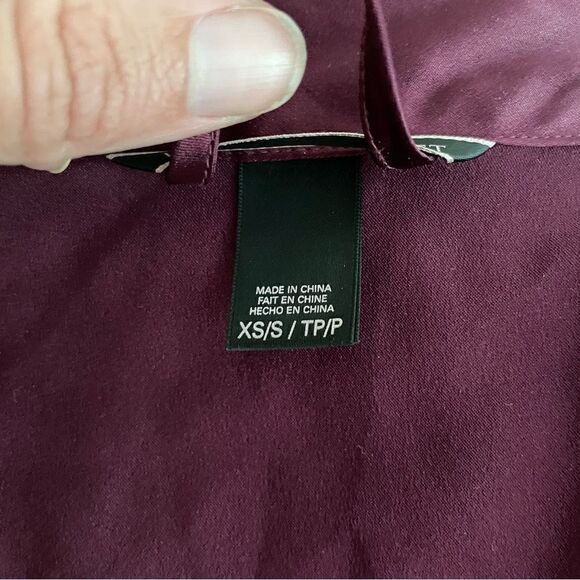 MADE IN CHINA
FAIT EN CHINE
HECHO EN CHINA
XS/S / TP/P